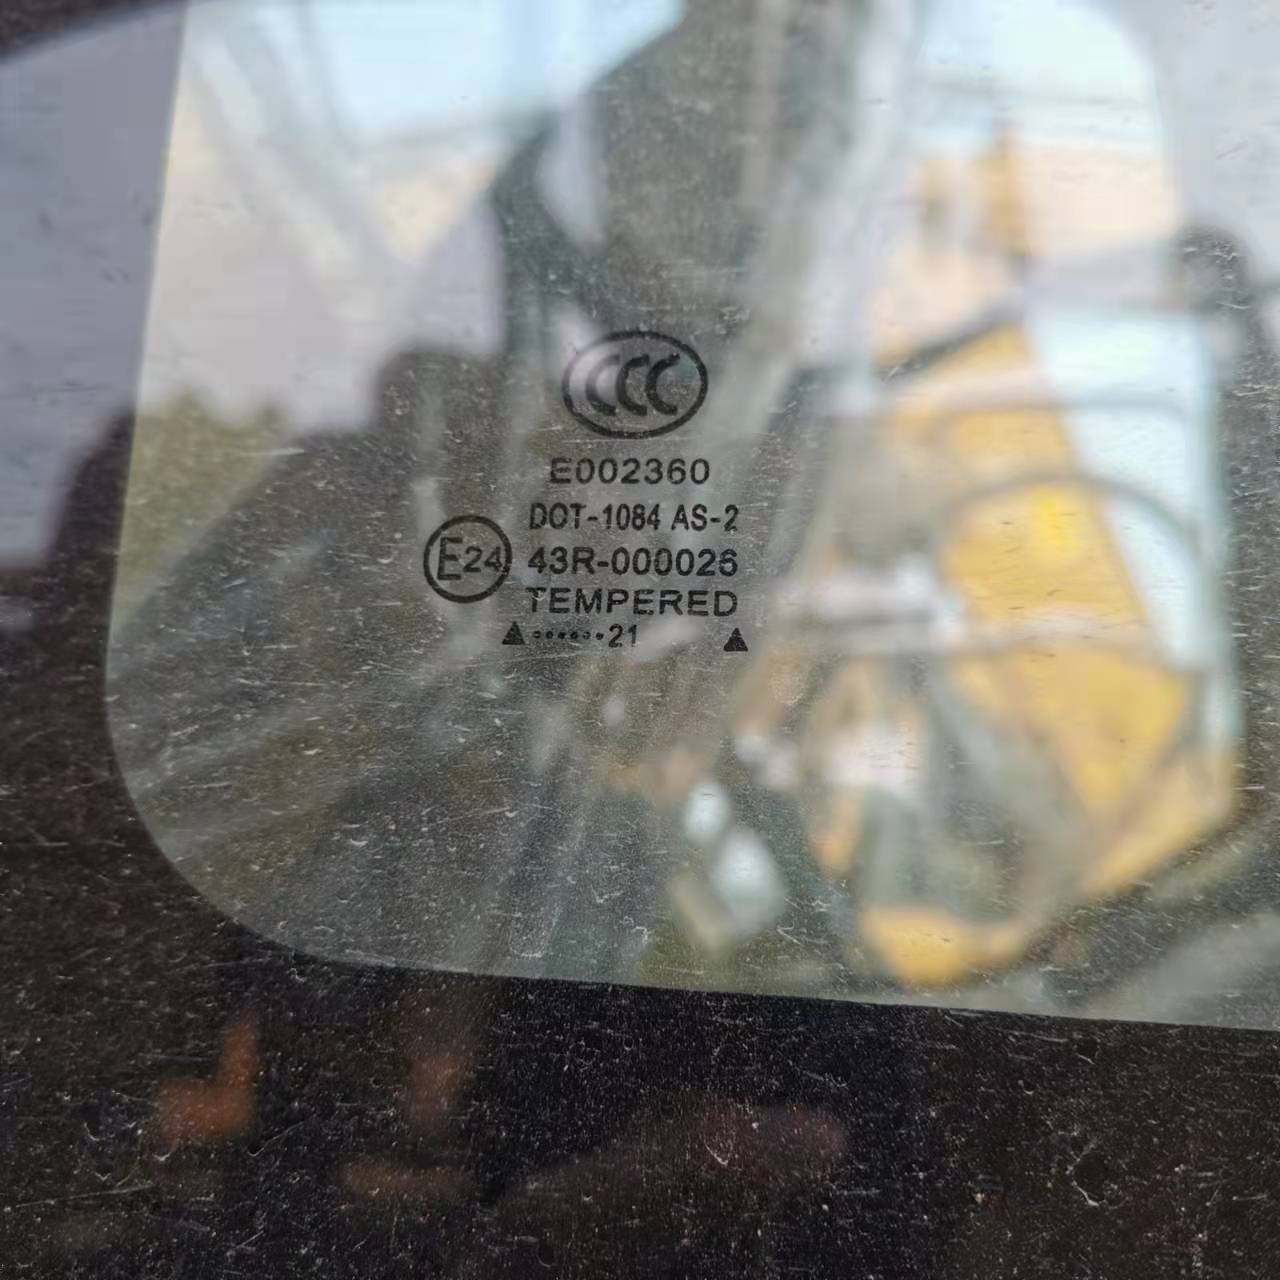 CCC
E002360
DOT-1084 AS-2
E24 43R-000026
TEMPERED
▲••••••21 ▲